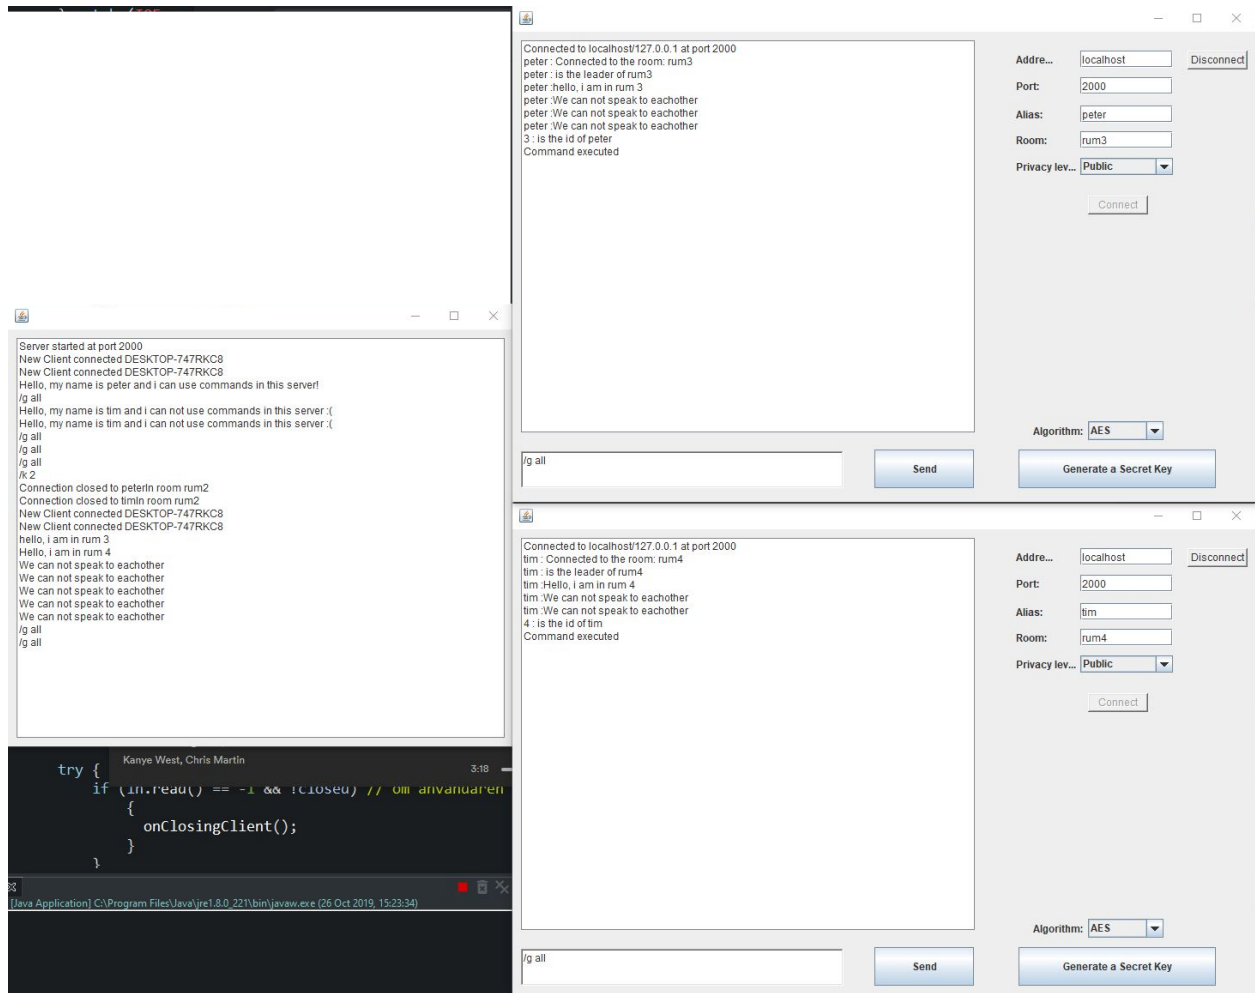 Connected to localhost/127.0.0.1 at port 2000
peter : Connected to the room: rum3
peter : is the leader of rum3
peter :hello, i am in rum 3
peter :We can not speak to eachother
peter :We can not speak to eachother
peter :We can not speak to eachother
3 : is the id of peter
Command executed
Addre... localhost Disconnect
Port: 2000
Alias: peter
Room: rum3
Privacy lev... Public
Connect
Algorithm: AES
/g all
Send
Generate a Secret Key
Server started at port 2000
New Client connected DESKTOP-747RKC8
New Client connected DESKTOP-747RKC8
Hello, my name is peter and i can use commands in this server!
/g all
Hello, my name is tim and i can not use commands in this server :(
Hello, my name is tim and i can not use commands in this server :(
/g all
/g all
/g all
/k 2
Connection closed to peterIn room rum2
Connection closed to timIn room rum2
New Client connected DESKTOP-747RKC8
New Client connected DESKTOP-747RKC8
hello, i am in rum 3
Hello, i am in rum 4
We can not speak to eachother
We can not speak to eachother
We can not speak to eachother
We can not speak to eachother
We can not speak to eachother
/g all
/g all
Connected to localhost/127.0.0.1 at port 2000
tim : Connected to the room: rum4
tim : is the leader of rum4
tim :Hello, i am in rum 4
tim :We can not speak to eachother
tim :We can not speak to eachother
4 : is the id of tim
Command executed
Addre... localhost Disconnect
Port: 2000
Alias: tim
Room: rum4
Privacy lev... Public
Connect
Algorithm: AES
/g all
Send
Generate a Secret Key
Kanye West, Chris Martin
3:18
try {
if (in.read() == -1 && !closed) // om användaren
{
onClosingClient();
}
}
[Java Application] C:\Program Files\Java\jre1.8.0_221\bin\javaw.exe (26 Oct 2019, 15:23:34)